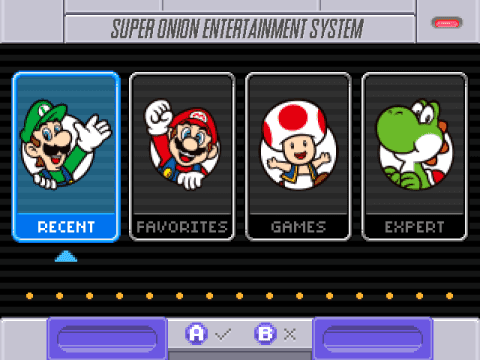 SUPER ONION ENTERTAINMENT SYSTEM
RECENT FAVORITES GAMES EXPERT
A B